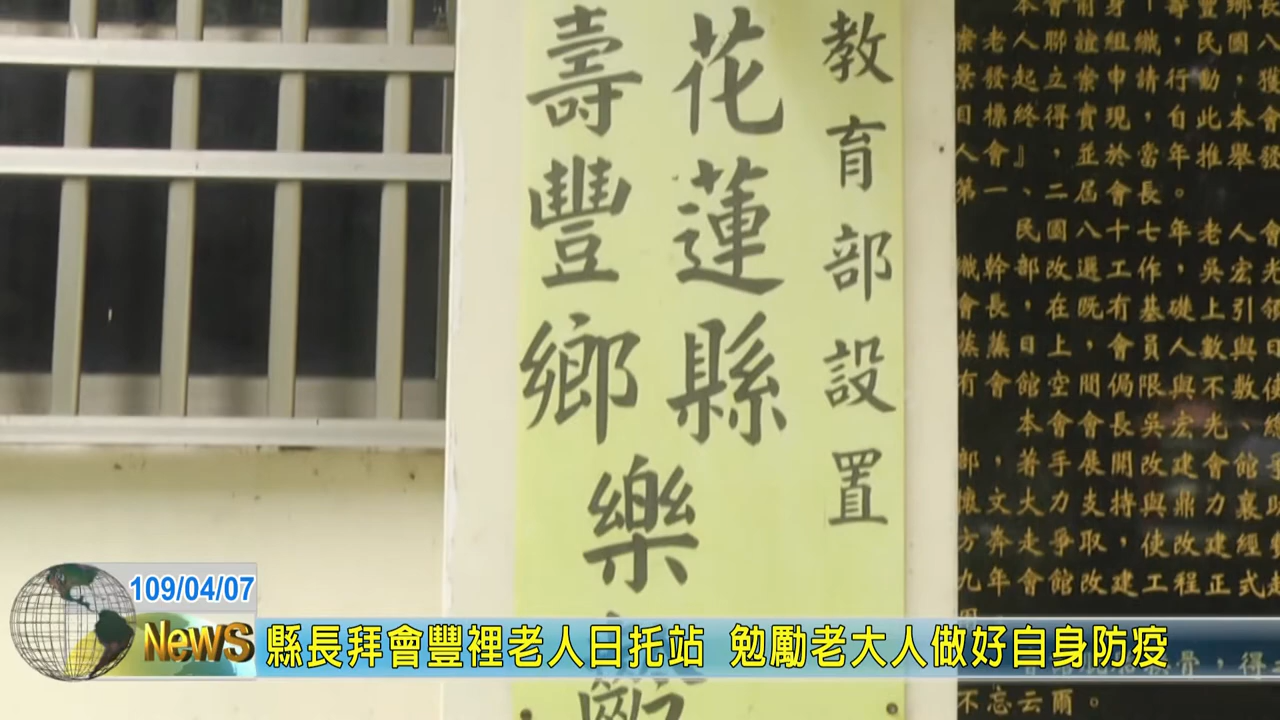 教育部設置
花蓮縣
壽豐鄉樂
案老人聯誼組織，民國八
景發起立案申請行動，獲
目標終得實現，自此本會
人會』，並於當年推舉發
第一、二屆會長。
民國八十七年老人會
織幹部改選工作，吳宏光
會長，在既有基礎上引領
蒸蒸日上，會員人數與日
有會館空間侷限與不敷使
本會會長吳宏光、總
部，著手展開改建會館爭
懷文大力支持與鼎力襄助
方奔走爭取，使改建經費
九年會館改建工程正式起
不忘云爾。
109/04/07
News 縣長拜會豐裡老人日托站 勉勵老大人做好自身防疫